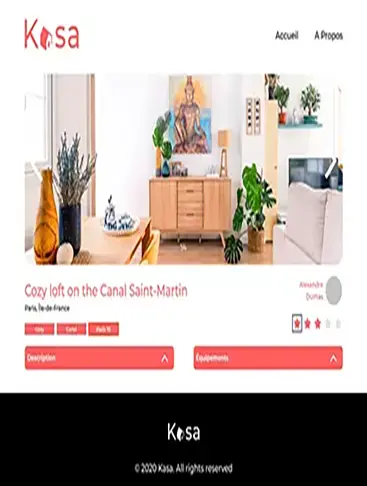 Kasa
Accueil
A Propos
Cozy loft on the Canal Saint-Martin
Paris, Île-de-France
Alexandre
Dumas
Cozy
Canal
Paris 10
Description
Équipements
Kasa
© 2020 Kasa. All rights reserved